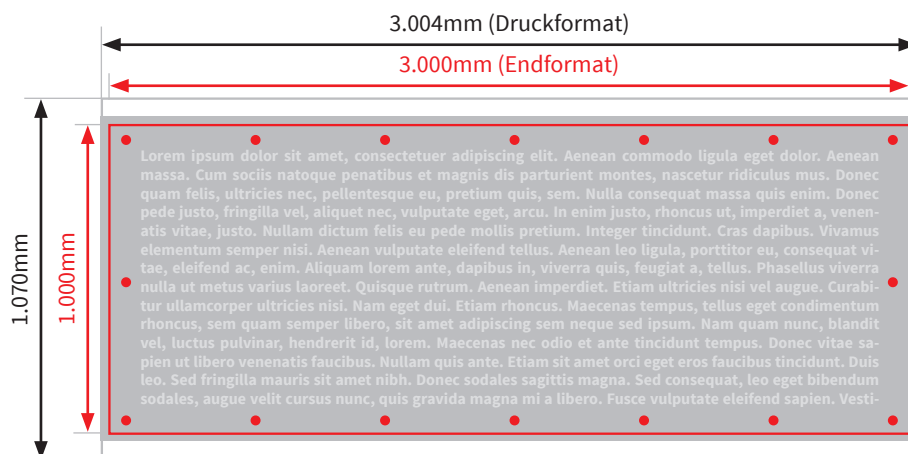 3.004mm (Druckformat)
3.000mm (Endformat)
1.070mm
1.000mm
Lorem ipsum dolor sit amet, consectetuer adipiscing elit. Aenean commodo ligula eget dolor. Aenean
massa. Cum sociis natoque penatibus et magnis dis parturient montes, nascetur ridiculus mus. Donec
quam felis, ultricies nec, pellentesque eu, pretium quis, sem. Nulla consequat massa quis enim. Donec
pede justo, fringilla vel, aliquet nec, vulputate eget, arcu. In enim justo, rhoncus ut, imperdiet a, venen-
atis vitae, justo. Nullam dictum felis eu pede mollis pretium. Integer tincidunt. Cras dapibus. Vivamus
elementum semper nisi. Aenean vulputate eleifend tellus. Aenean leo ligula, porttitor eu, consequat vi-
tae, eleifend ac, enim. Aliquam lorem ante, dapibus in, viverra quis, feugiat a, tellus. Phasellus viverra
nulla ut metus varius laoreet. Quisque rutrum. Aenean imperdiet. Etiam ultricies nisi vel augue. Curabi-
tur ullamcorper ultricies nisi. Nam eget dui. Etiam rhoncus. Maecenas tempus, tellus eget condimentum
rhoncus, sem quam semper libero, sit amet adipiscing sem neque sed ipsum. Nam quam nunc, blandit
vel, luctus pulvinar, hendrerit id, lorem. Maecenas nec odio et ante tincidunt tempus. Donec vitae sa-
pien ut libero venenatis faucibus. Nullam quis ante. Etiam sit amet orci eget eros faucibus tincidunt. Duis
leo. Sed fringilla mauris sit amet nibh. Donec sodales sagittis magna. Sed consequat, leo eget bibendum
sodales, augue velit cursus nunc, quis gravida magna mi a libero. Fusce vulputate eleifend sapien. Vesti-